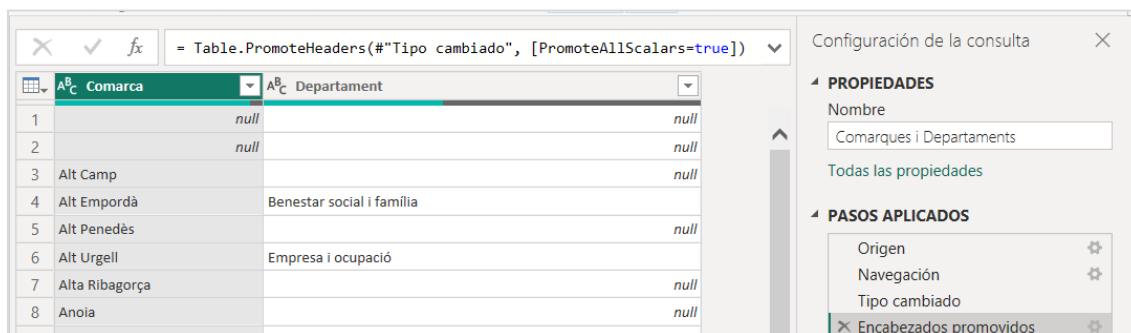 fx = Table.PromoteHeaders(#"Tipo cambiado", [PromoteAllScalars=true])
ABC Comarca ABC Departament
1 null null
2 null null
3 Alt Camp null
4 Alt Empordà Benestar social i família
5 Alt Penedès null
6 Alt Urgell Empresa i ocupació
7 Alta Ribagorça null
8 Anoia null
Configuración de la consulta
PROPIEDADES
Nombre
Comarques i Departaments
Todas las propiedades
PASOS APLICADOS
Origen
Navegación
Tipo cambiado
Encabezados promovidos